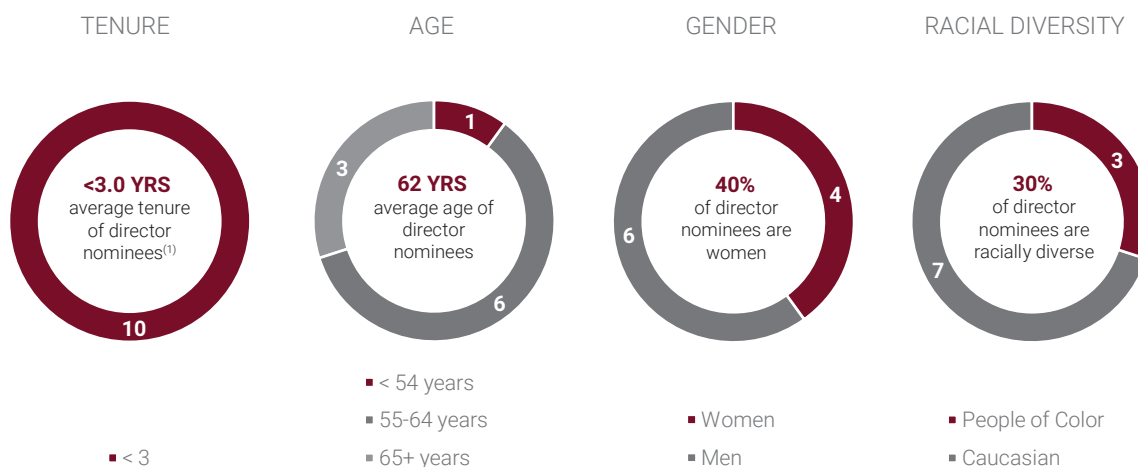 TENURE
<3.0 YRS
average tenure
of director
nominees(1)
10
< 3
AGE
1
3
62 YRS
average age of
director
nominees
6
< 54 years
55-64 years
65+ years
GENDER
40%
of director
nominees are
women
4
6
Women
Men
RACIAL DIVERSITY
3
30%
of director
nominees are
racially diverse
7
People of Color
Caucasian